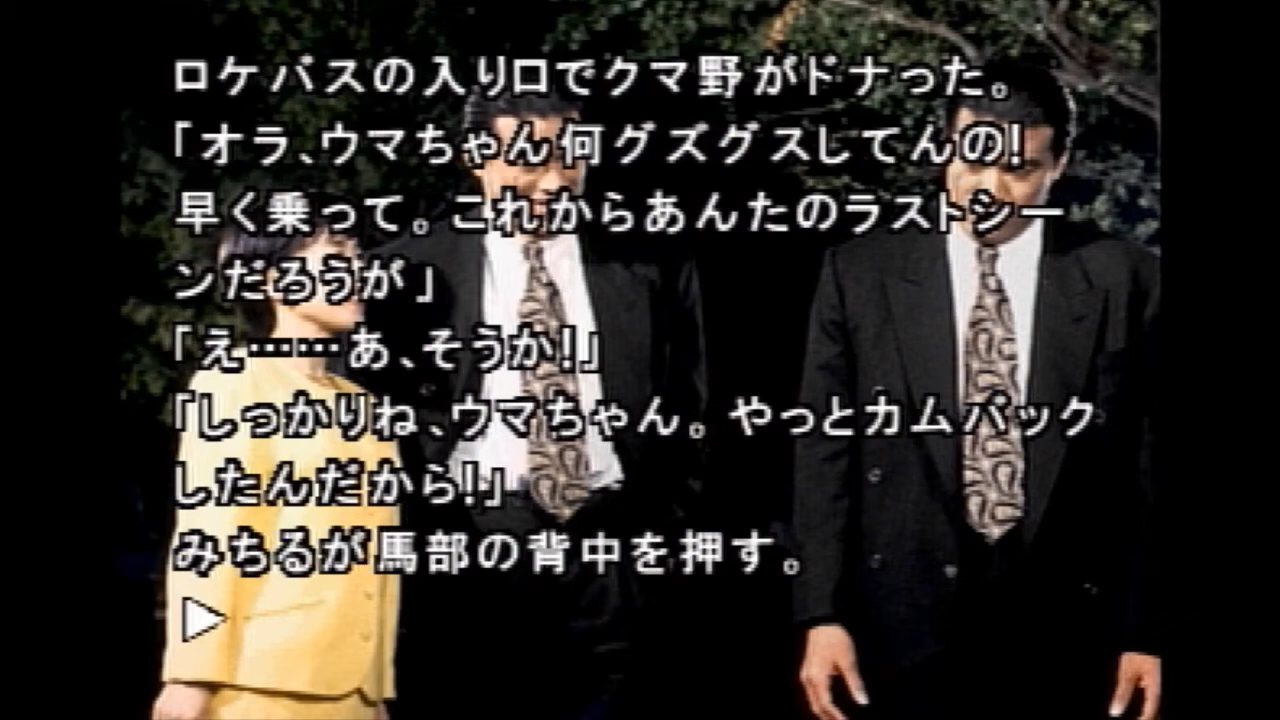 ロケバスの入り口でクマ野がドナった。
「オラ、ウマちゃん何グズグスしてんの!
早く乗って。これからあんたのラストシー
ンだろうが」
「え……あ、そうか!」
「しっかりね、ウマちゃん。やっとカムバック
したんだから!」
みちるが馬部の背中を押す。